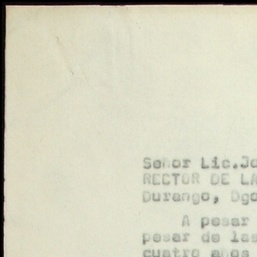 Señor Lic.Jo
RECTOR DE LA
Durango, Dgo
A pesar
pesar de las
cuatro años